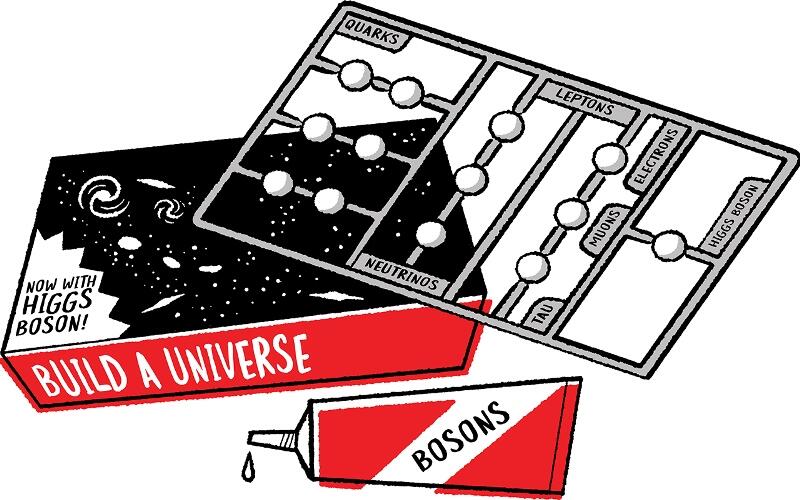 QUARKS
LEPTONS
ELECTRONS
MUONS
HIGGS BOSON
NEUTRINOS
TAU
NOW WITH
HIGGS
BOSON!
BUILD A UNIVERSE
BOSONS